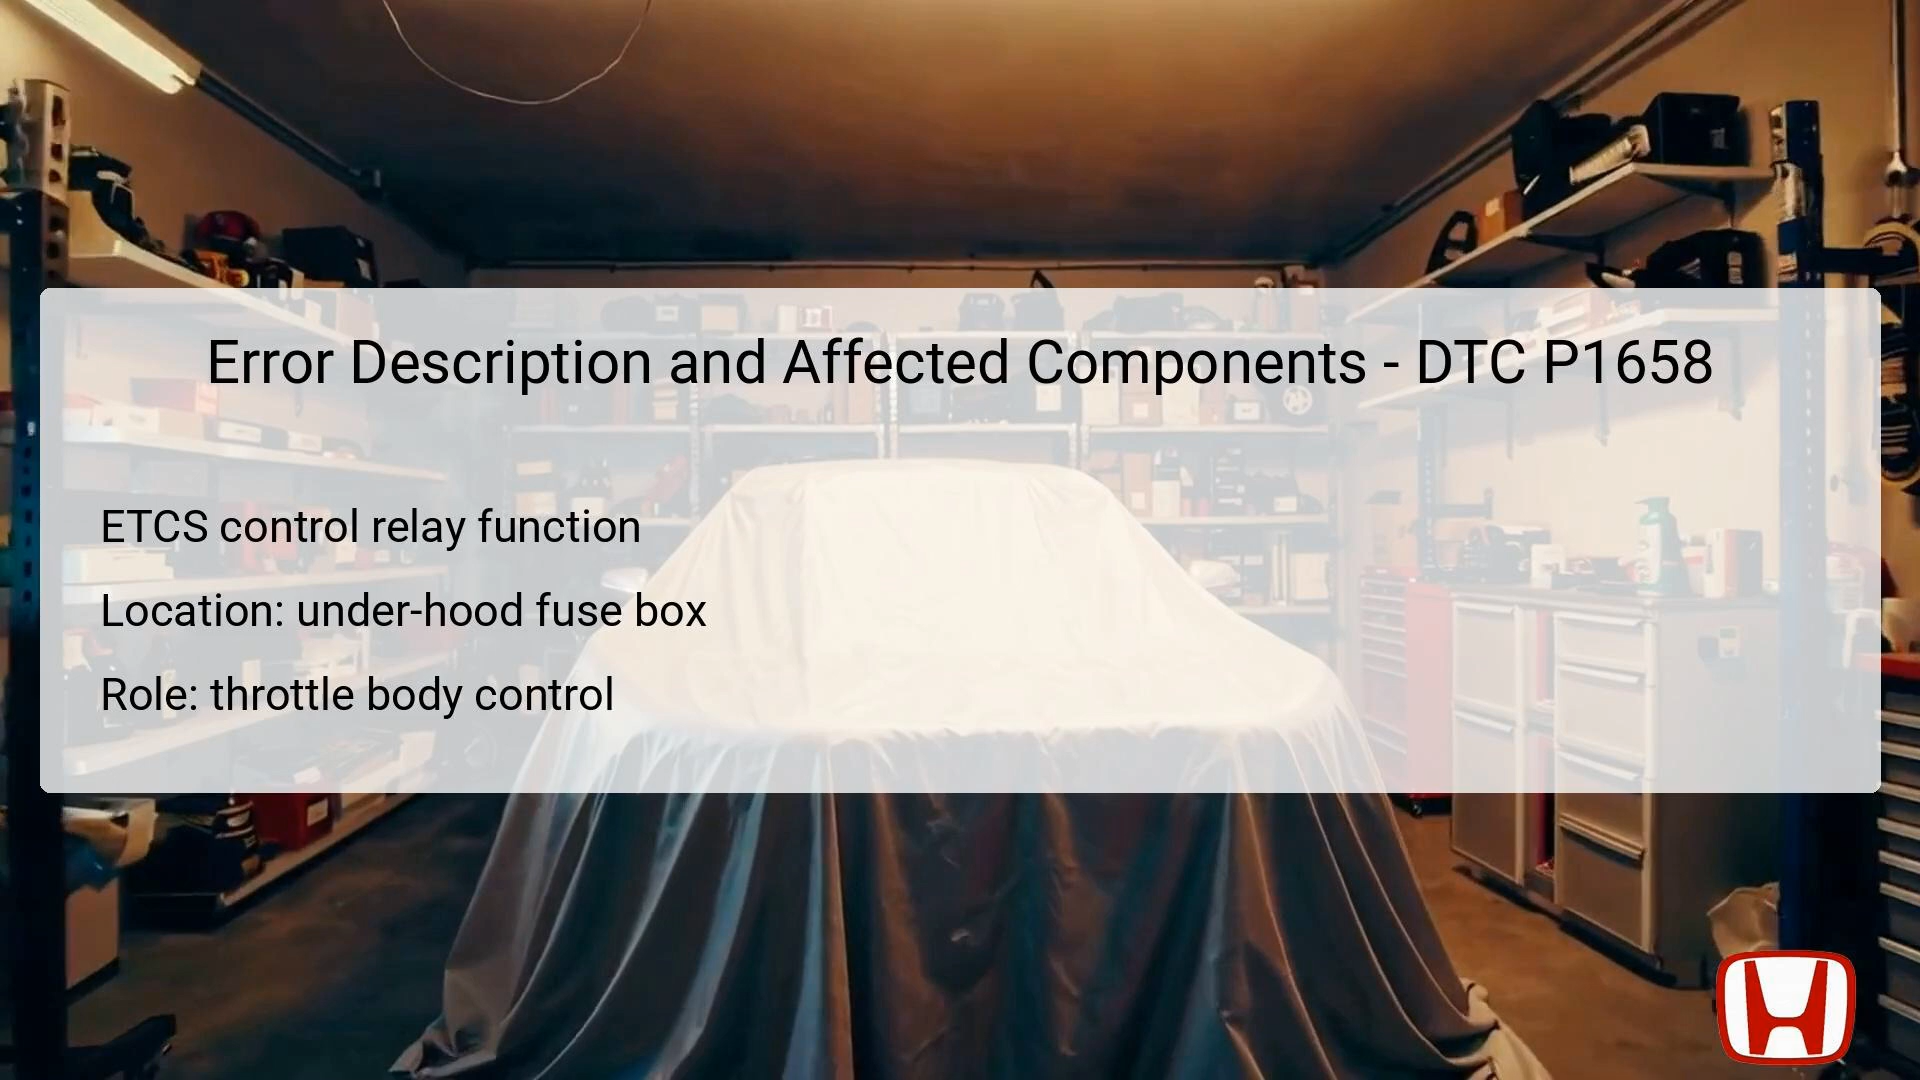 Error Description and Affected Components - DTC P1658
ETCS control relay function
Location: under-hood fuse box
Role: throttle body control